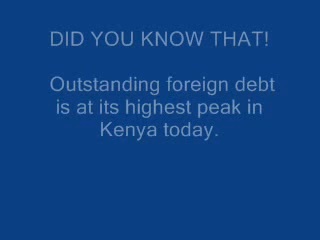 DID YOU KNOW THAT!
Outstanding foreign debt
is at its highest peak in
Kenya today.